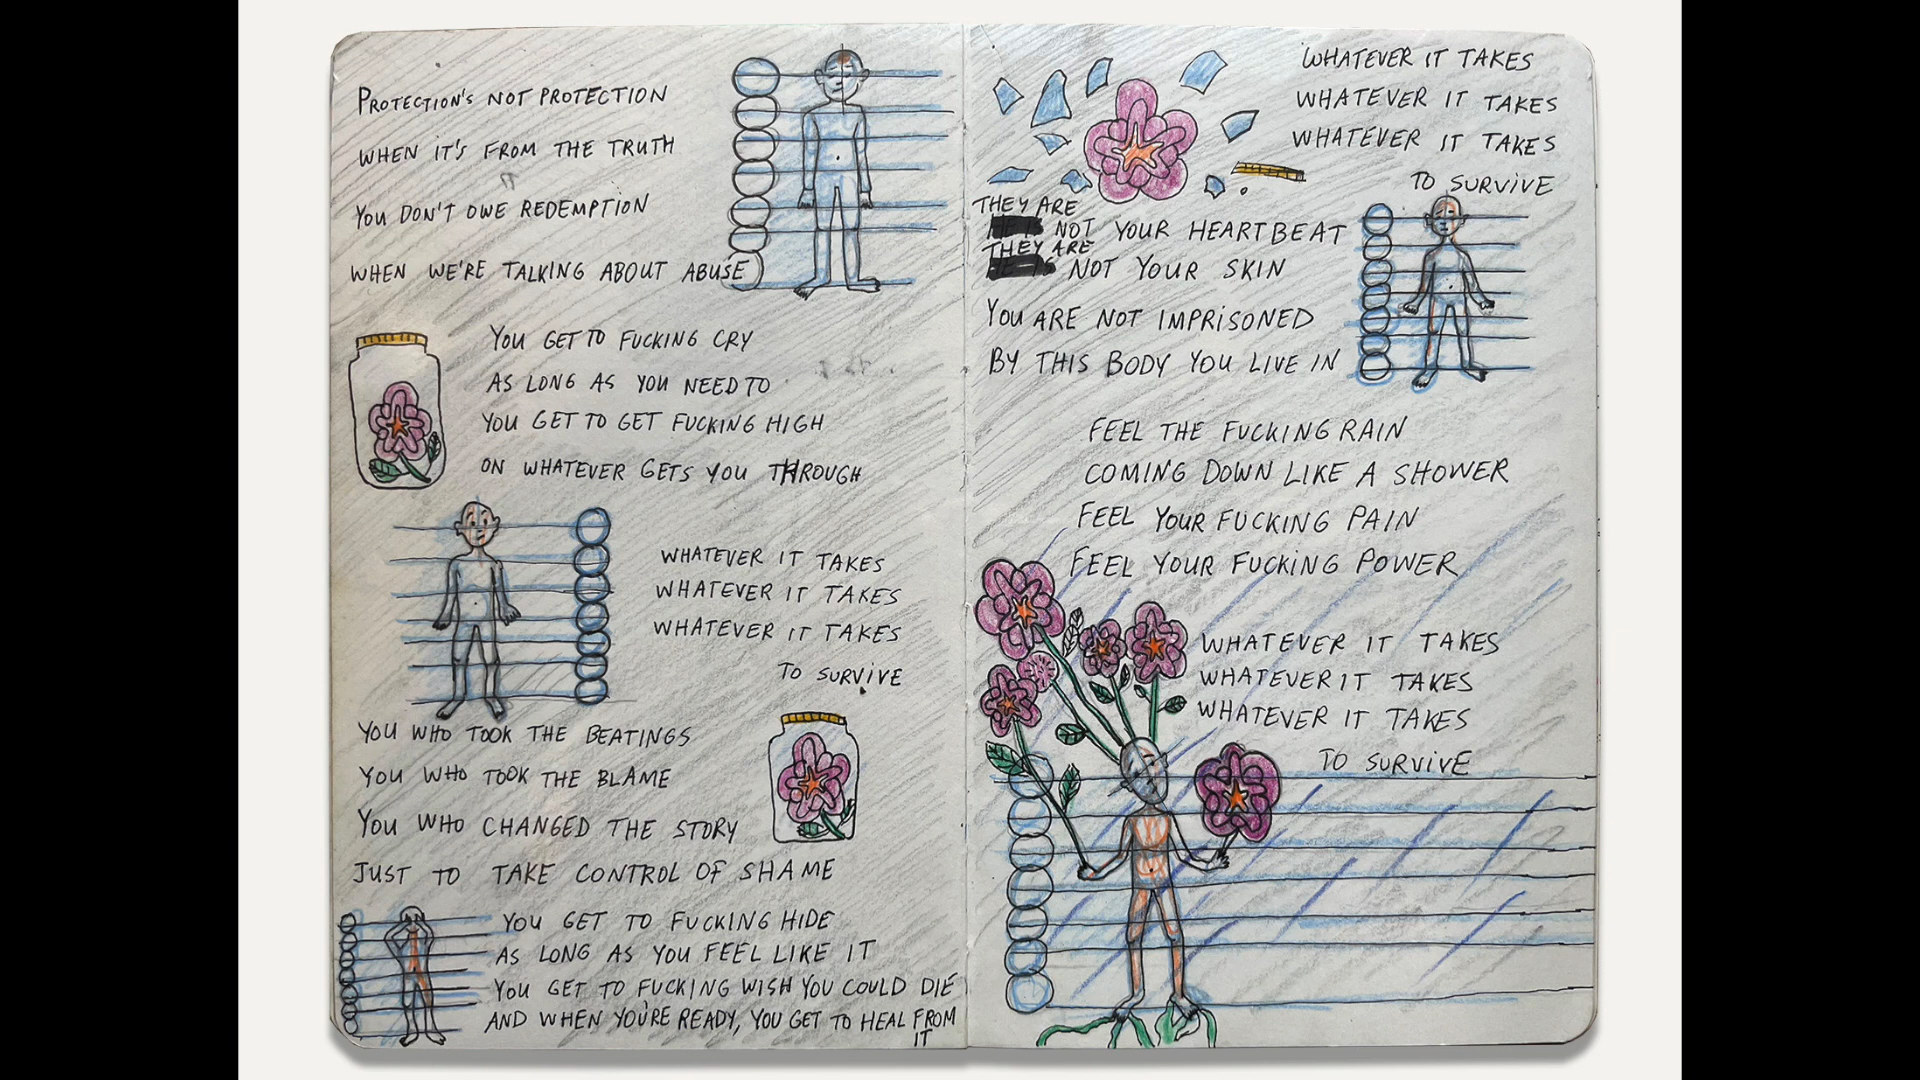 PROTECTION'S NOT PROTECTION
WHEN IT'S FROM THE TRUTH
YOU DON'T OWE REDEMPTION
WHEN WE'RE TALKING ABOUT ABUSE
YOU GET TO FUCKING CRY
AS LONG AS YOU NEED TO
YOU GET TO GET FUCKING HIGH
ON WHATEVER GETS YOU THROUGH
WHATEVER IT TAKES
WHATEVER IT TAKES
WHATEVER IT TAKES
TO SURVIVE
YOU WHO TOOK THE BEATINGS
YOU WHO TOOK THE BLAME
YOU WHO CHANGED THE STORY
JUST TO TAKE CONTROL OF SHAME
YOU GET TO FUCKING HIDE
AS LONG AS YOU FEEL LIKE IT
YOU GET TO FUCKING WISH YOU COULD DIE
AND WHEN YOU'RE READY, YOU GET TO HEAL FROM
IT
WHATEVER IT TAKES
WHATEVER IT TAKES
WHATEVER IT TAKES
TO SURVIVE
THEY ARE
NOT YOUR HEARTBEAT
THEY ARE
NOT YOUR SKIN
YOU ARE NOT IMPRISONED
BY THIS BODY YOU LIVE IN
FEEL THE FUCKING RAIN
COMING DOWN LIKE A SHOWER
FEEL YOUR FUCKING PAIN
FEEL YOUR FUCKING POWER
WHATEVER IT TAKES
WHATEVER IT TAKES
WHATEVER IT TAKES
TO SURVIVE